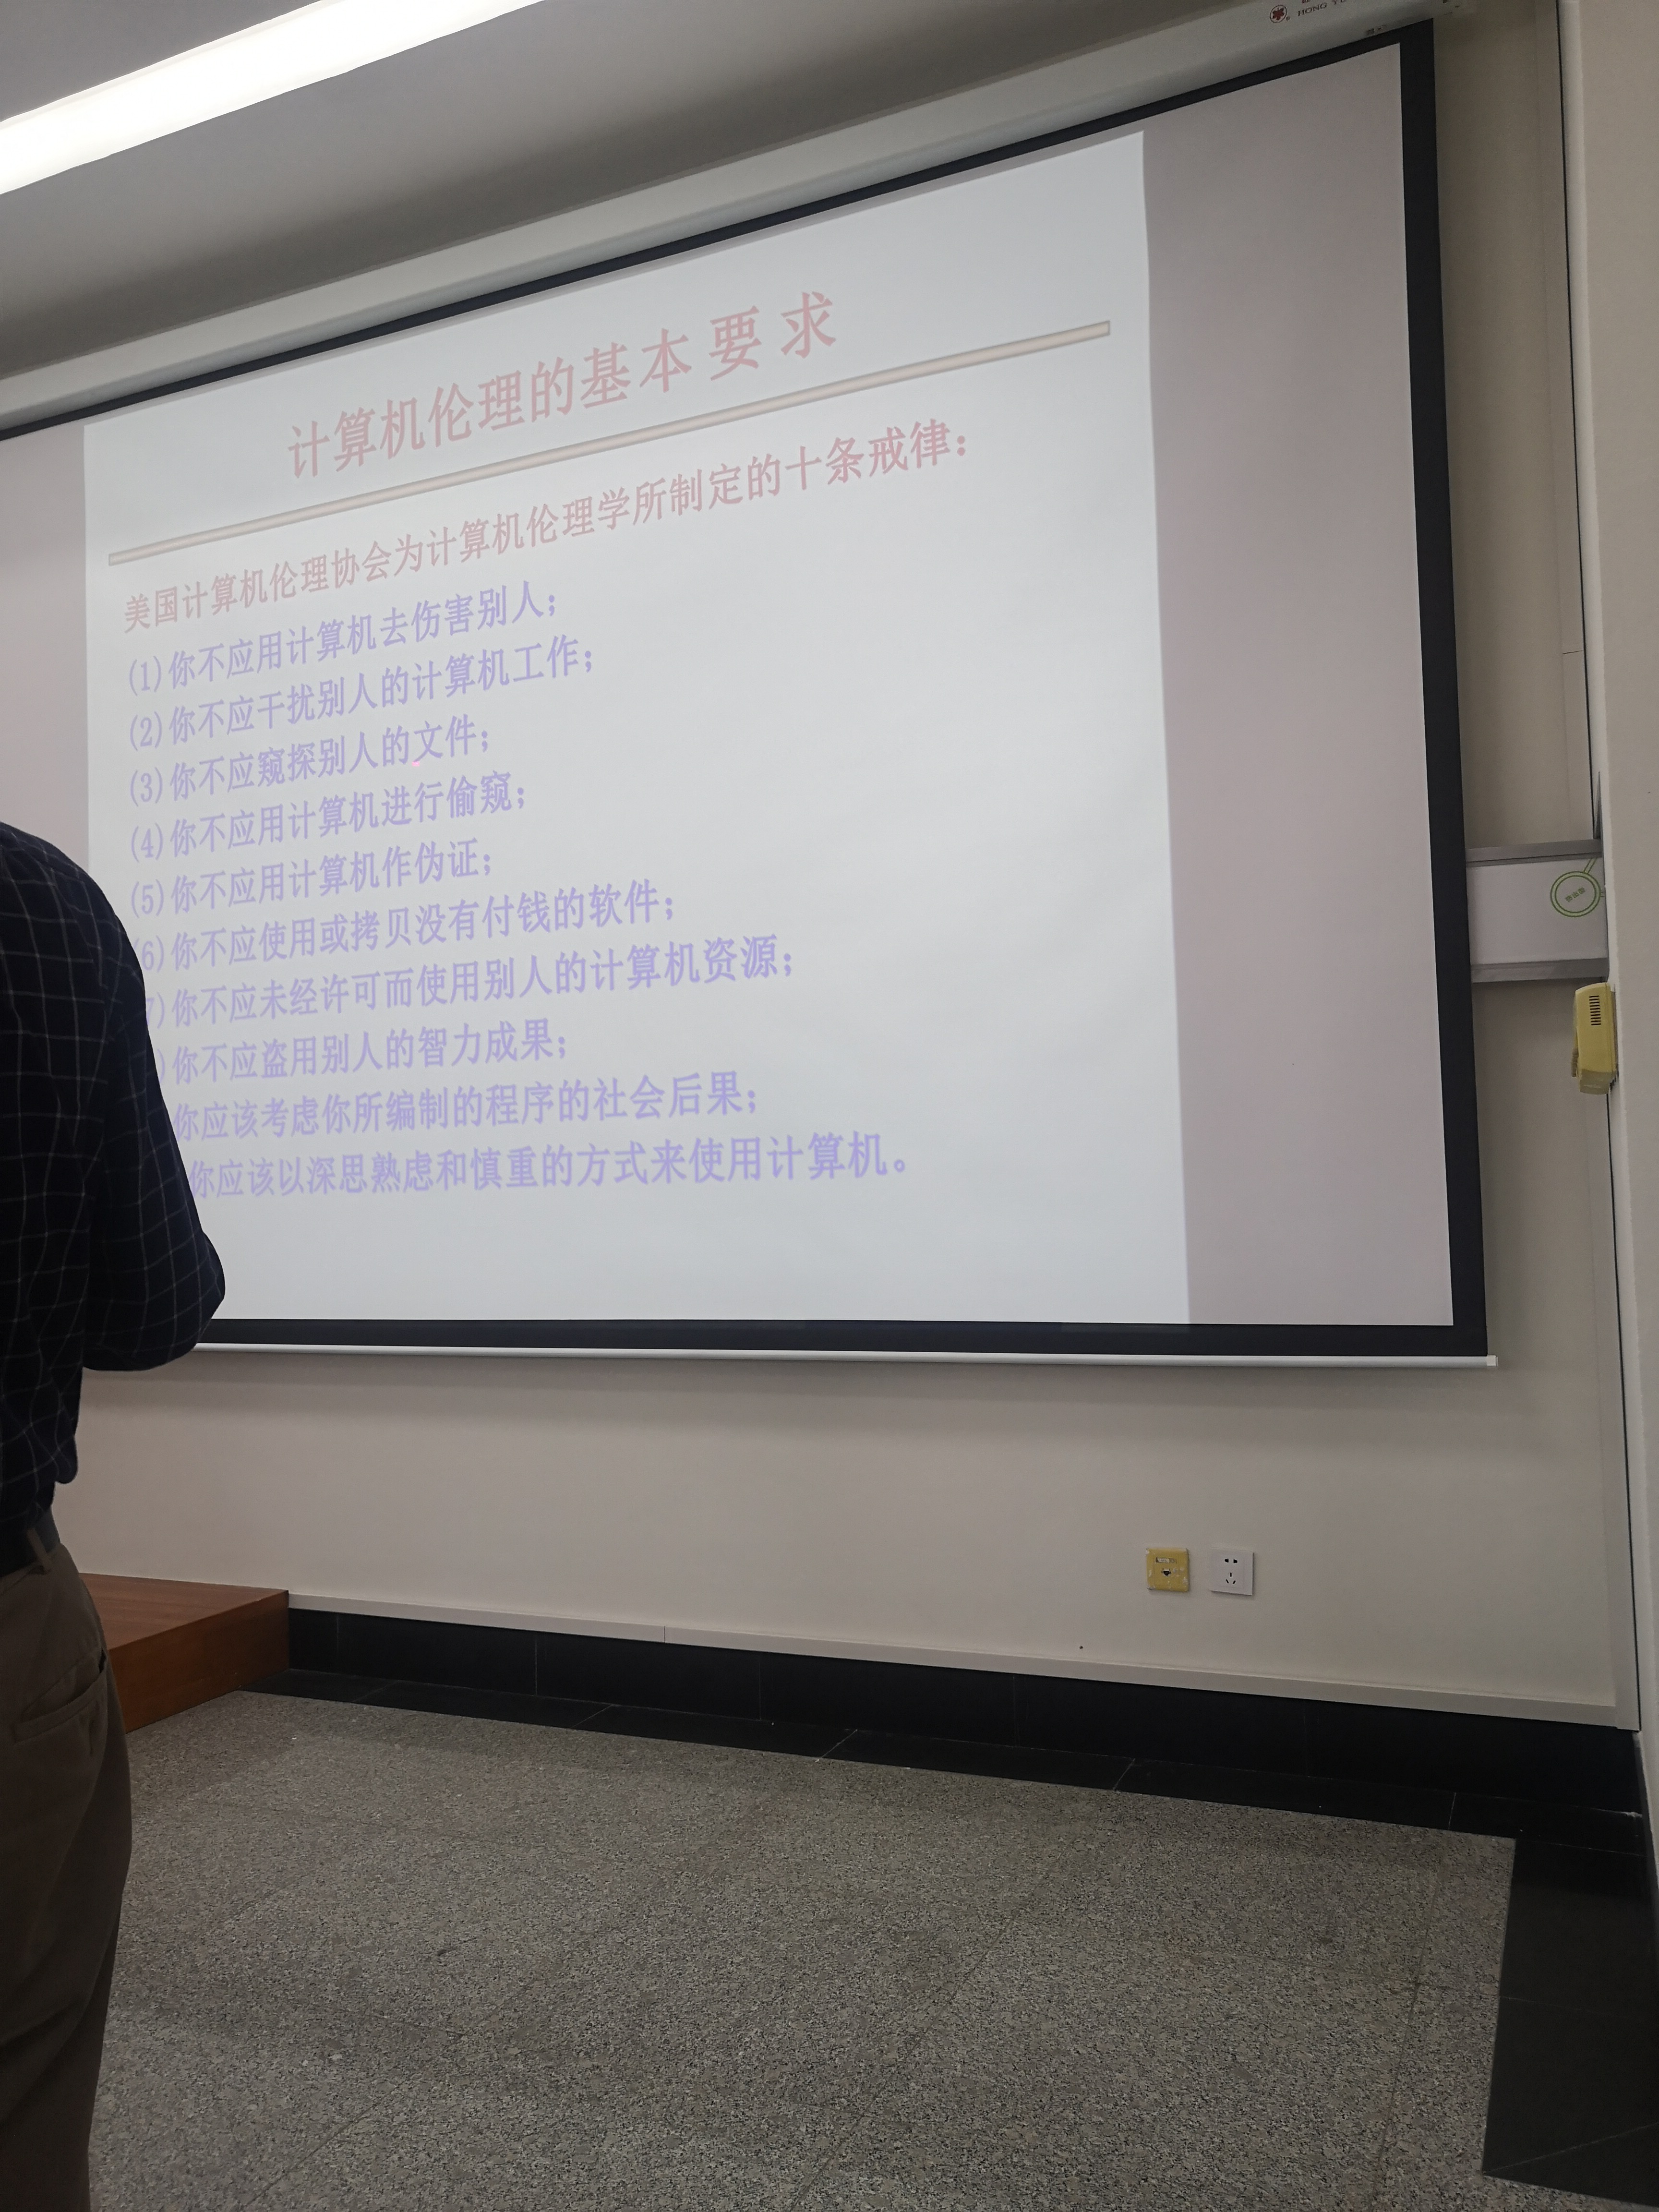 HONG YU
计算机伦理的基本要求
美国计算机伦理协会为计算机伦理学所制定的十条戒律：
(1)你不应用计算机去伤害别人；
(2)你不应干扰别人的计算机工作；
(3)你不应窥探别人的文件；
(4)你不应用计算机进行偷窥；
(5)你不应用计算机作伪证；
6)你不应使用或拷贝没有付钱的软件；
7)你不应未经许可而使用别人的计算机资源；
)你不应盗用别人的智力成果；
你应该考虑你所编制的程序的社会后果；
你应该以深思熟虑和慎重的方式来使用计算机。